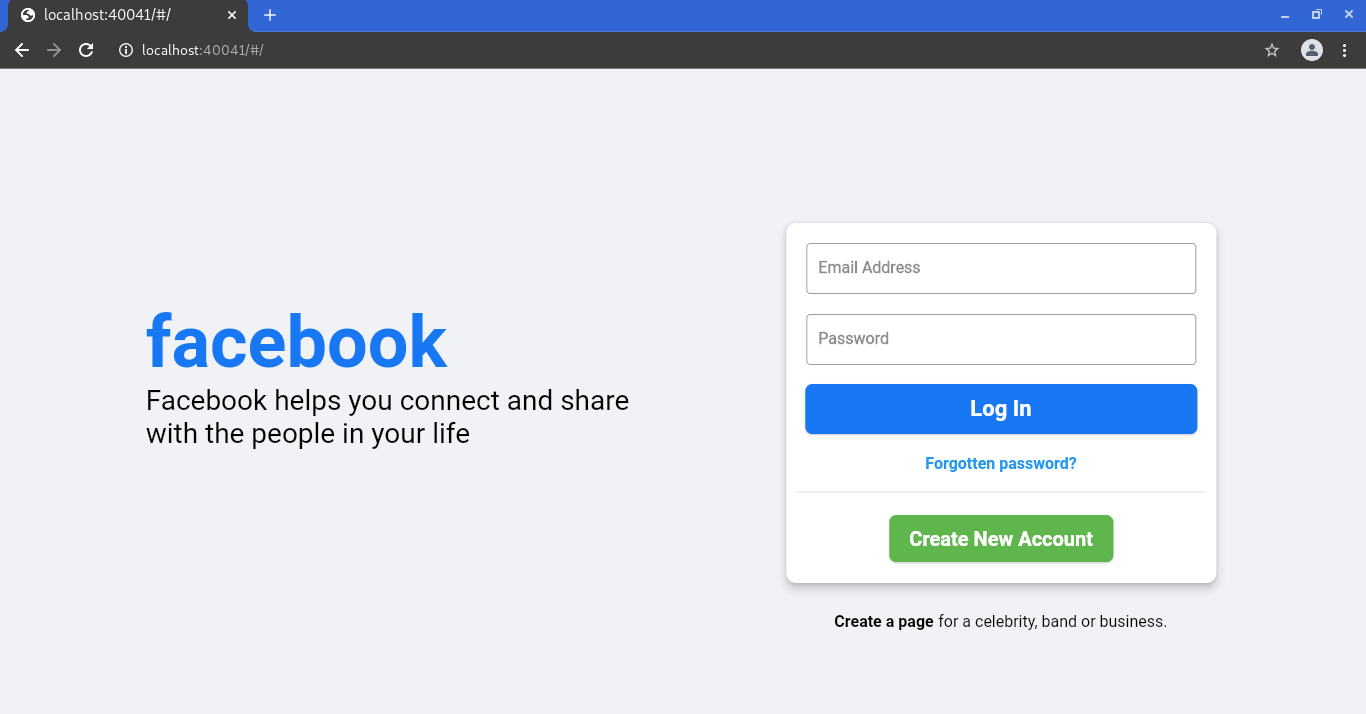 localhost:40041/#/
localhost:40041/#/
facebook
Facebook helps you connect and share
with the people in your life
Email Address
Password
Log In
Forgotten password?
Create New Account
Create a page for a celebrity, band or business.